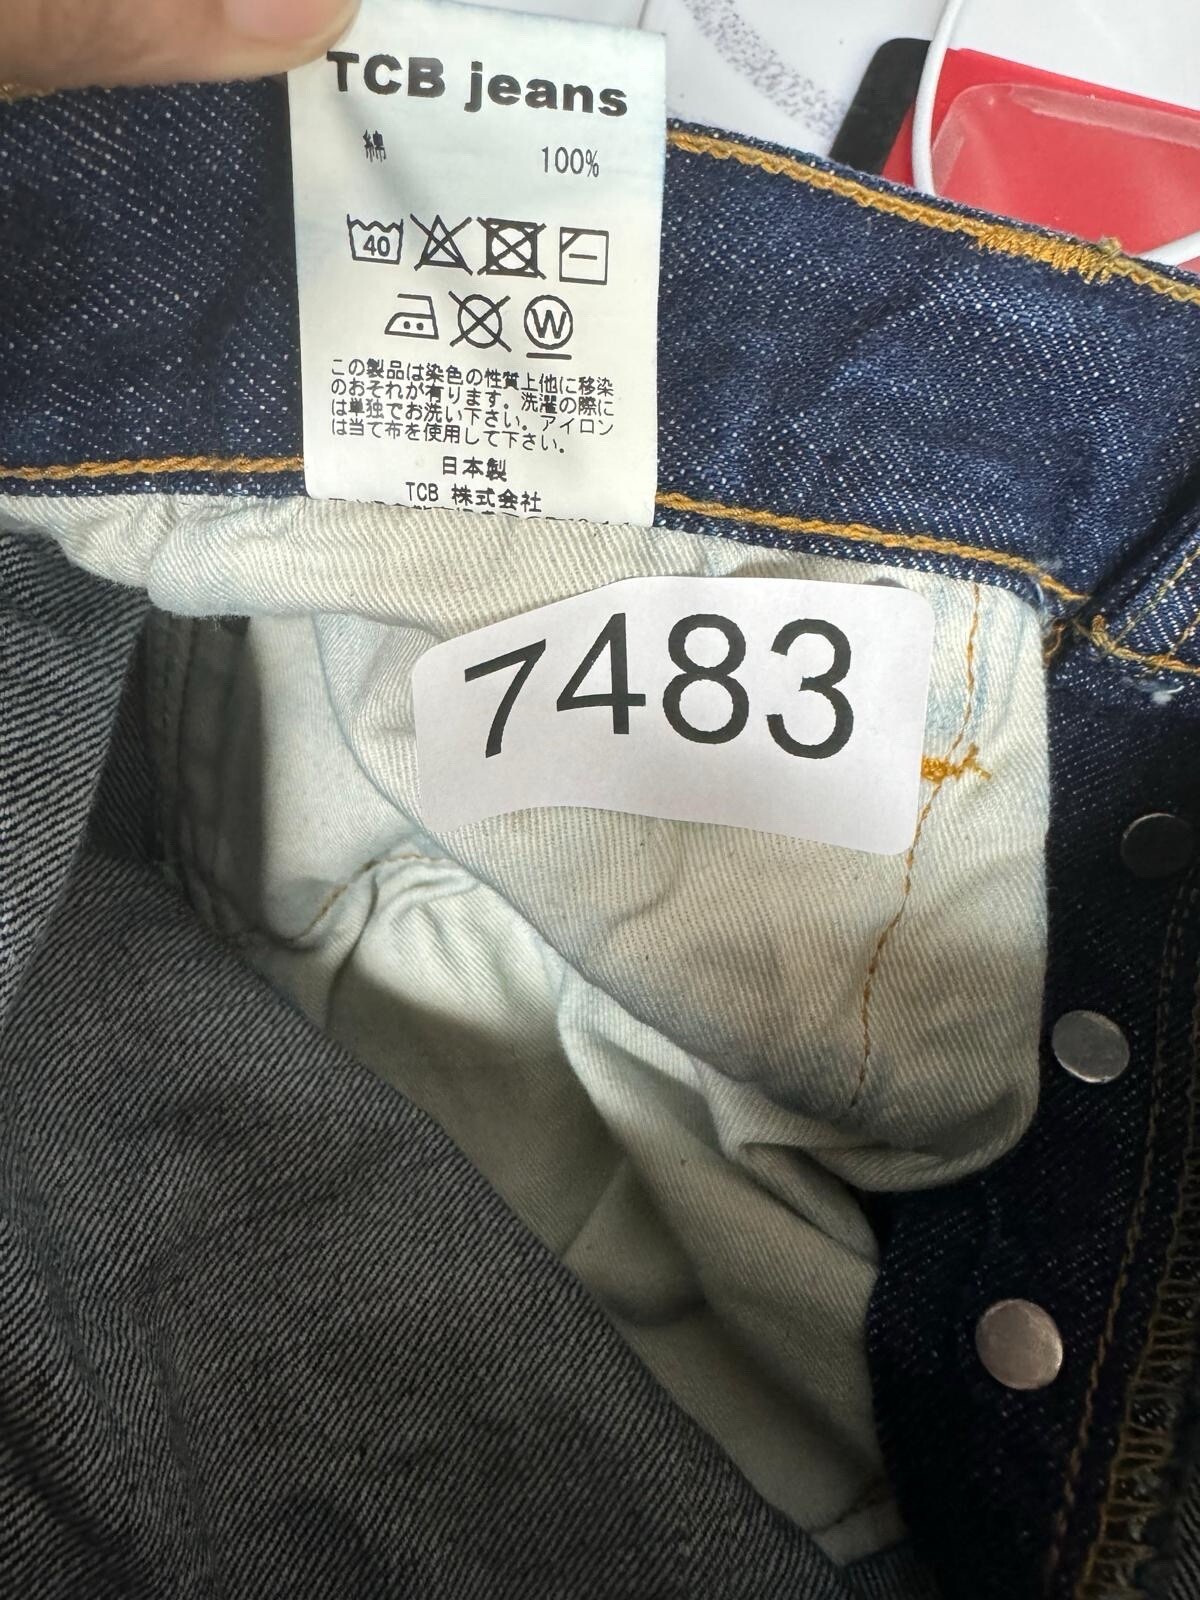 TCB jeans
綿 100%
40
W
この製品は染色の性質上他に移染
のおそれが有ります。洗濯の際に
は単独でお洗い下さい。アイロン
は当て布を使用して下さい。
日本製
TCB 株式会社
7483